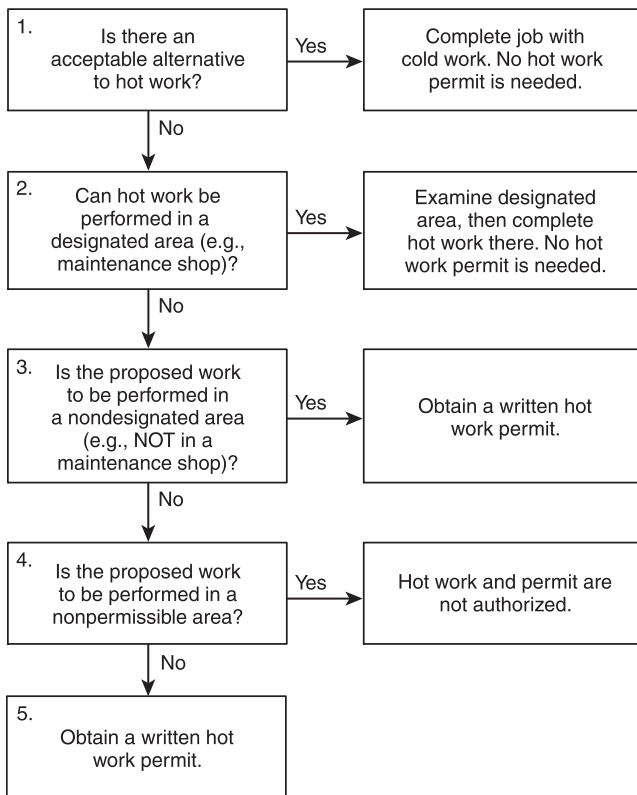 1.
Is there an
acceptable alternative
to hot work?
Yes
Complete job with
cold work. No hot work
permit is needed.
No
2.
Can hot work be
performed in a
designated area (e.g.,
maintenance shop)?
Yes
Examine designated
area, then complete
hot work there. No hot
work permit is needed.
No
3.
Is the proposed work
to be performed in
a nondesignated area
(e.g., NOT in a
maintenance shop)?
Yes
Obtain a written hot
work permit.
No
4.
Is the proposed work
to be performed in a
nonpermissible area?
Yes
Hot work and permit are
not authorized.
No
5.
Obtain a written hot
work permit.